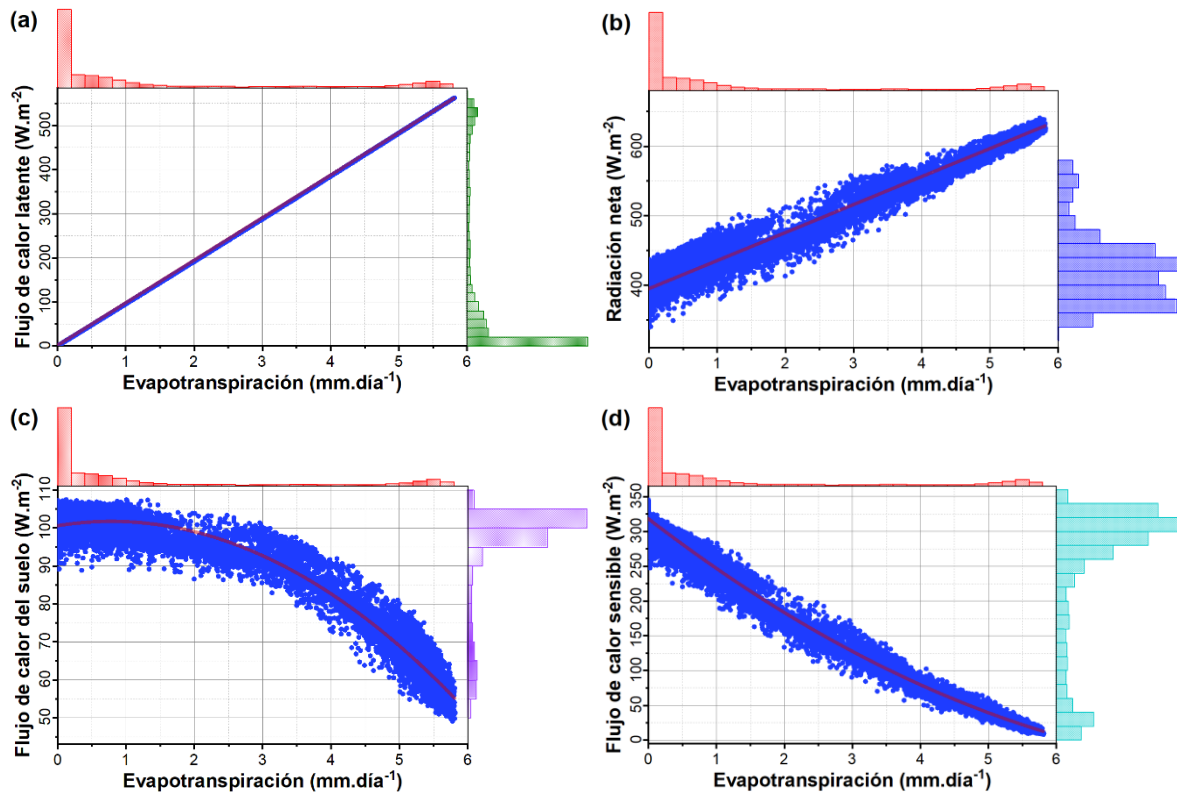 (a)
Flujo de calor latente (W.m⁻²)
500
400
300
200
100
0
0 1 2 3 4 5 6
Evapotranspiración (mm.día⁻¹)
(b)
Radiación neta (W.m⁻²)
600
500
400
0 1 2 3 4 5 6
Evapotranspiración (mm.día⁻¹)
(c)
Flujo de calor del suelo (W.m⁻²)
110
100
90
80
70
60
50
0 1 2 3 4 5 6
Evapotranspiración (mm.día⁻¹)
(d)
Flujo de calor sensible (W.m⁻²)
350
300
250
200
150
100
50
0
0 1 2 3 4 5 6
Evapotranspiración (mm.día⁻¹)